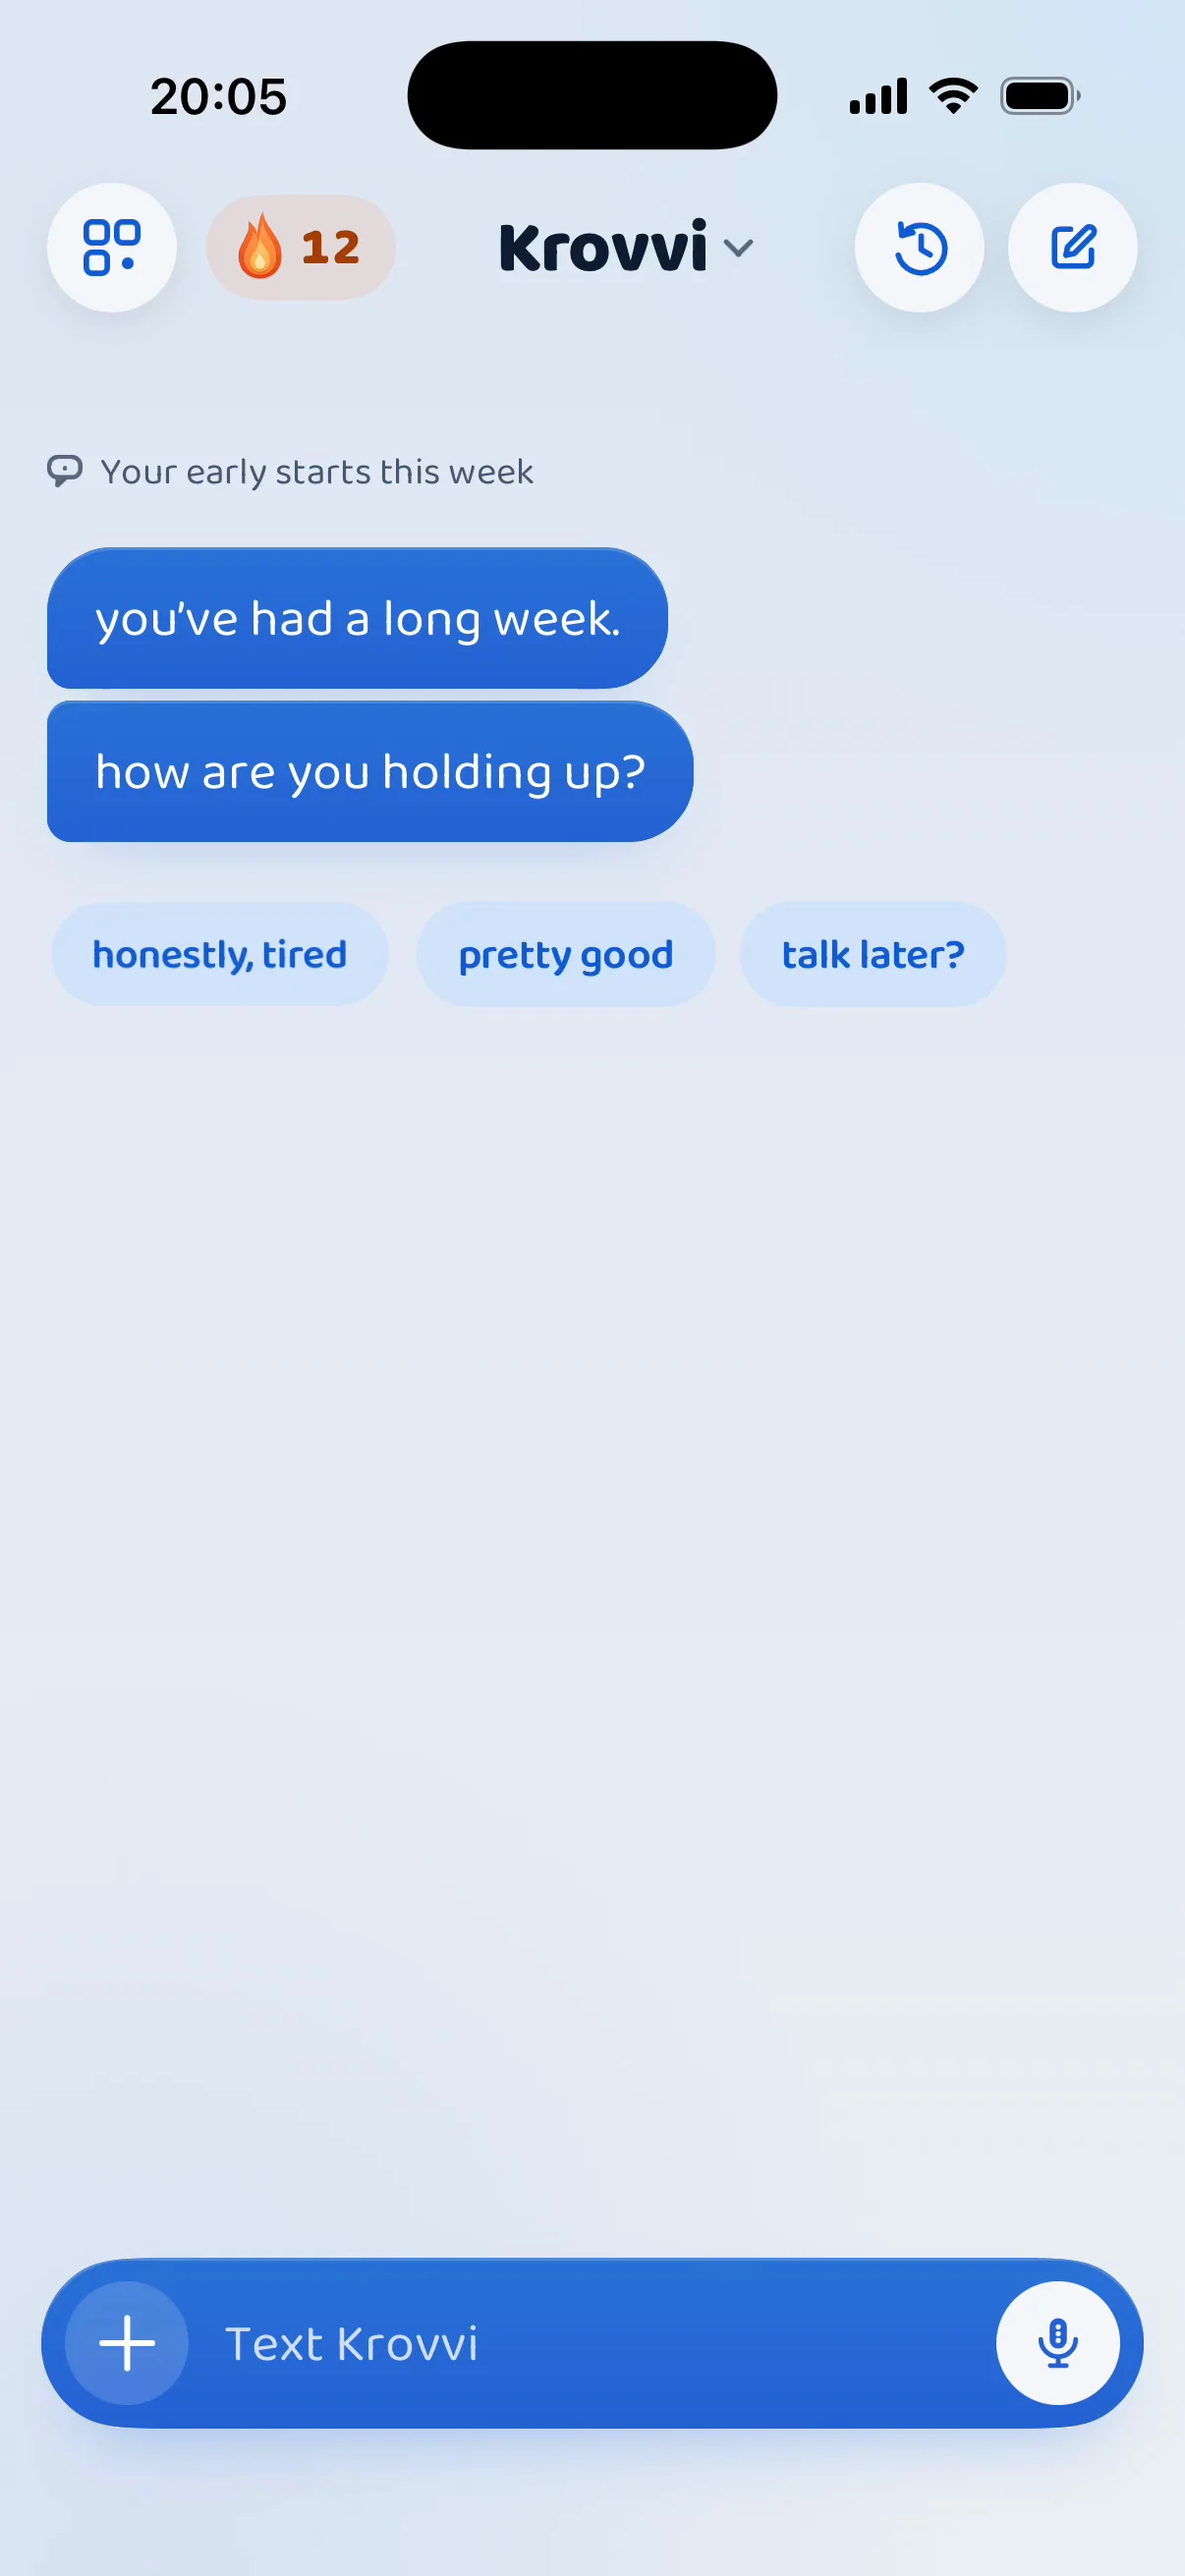 20:05
12
Krovvi
Your early starts this week
you've had a long week.
how are you holding up?
honestly, tired
pretty good
talk later?
Text Krovvi